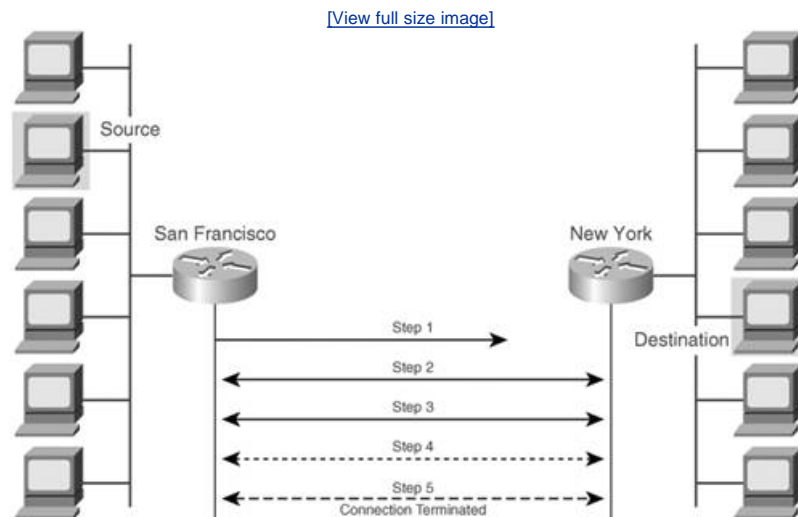 [View full size image]
Source
San Francisco
New York
Step 1
Destination
Step 2
Step 3
Step 4
Step 5
Connection Terminated